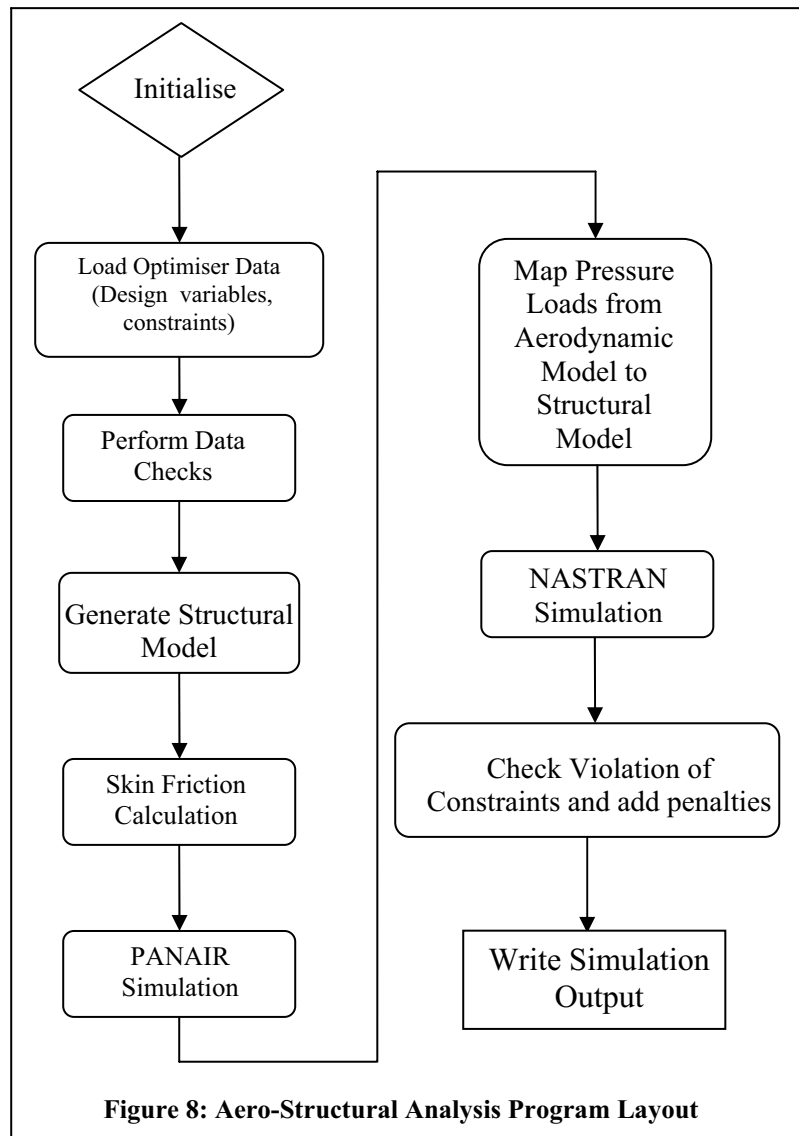 Initialise
Load Optimiser Data
(Design variables,
constraints)
Perform Data
Checks
Generate Structural
Model
Skin Friction
Calculation
PANAIR
Simulation
Map Pressure
Loads from
Aerodynamic
Model to
Structural
Model
NASTRAN
Simulation
Check Violation of
Constraints and add penalties
Write Simulation
Output
Figure 8: Aero-Structural Analysis Program Layout